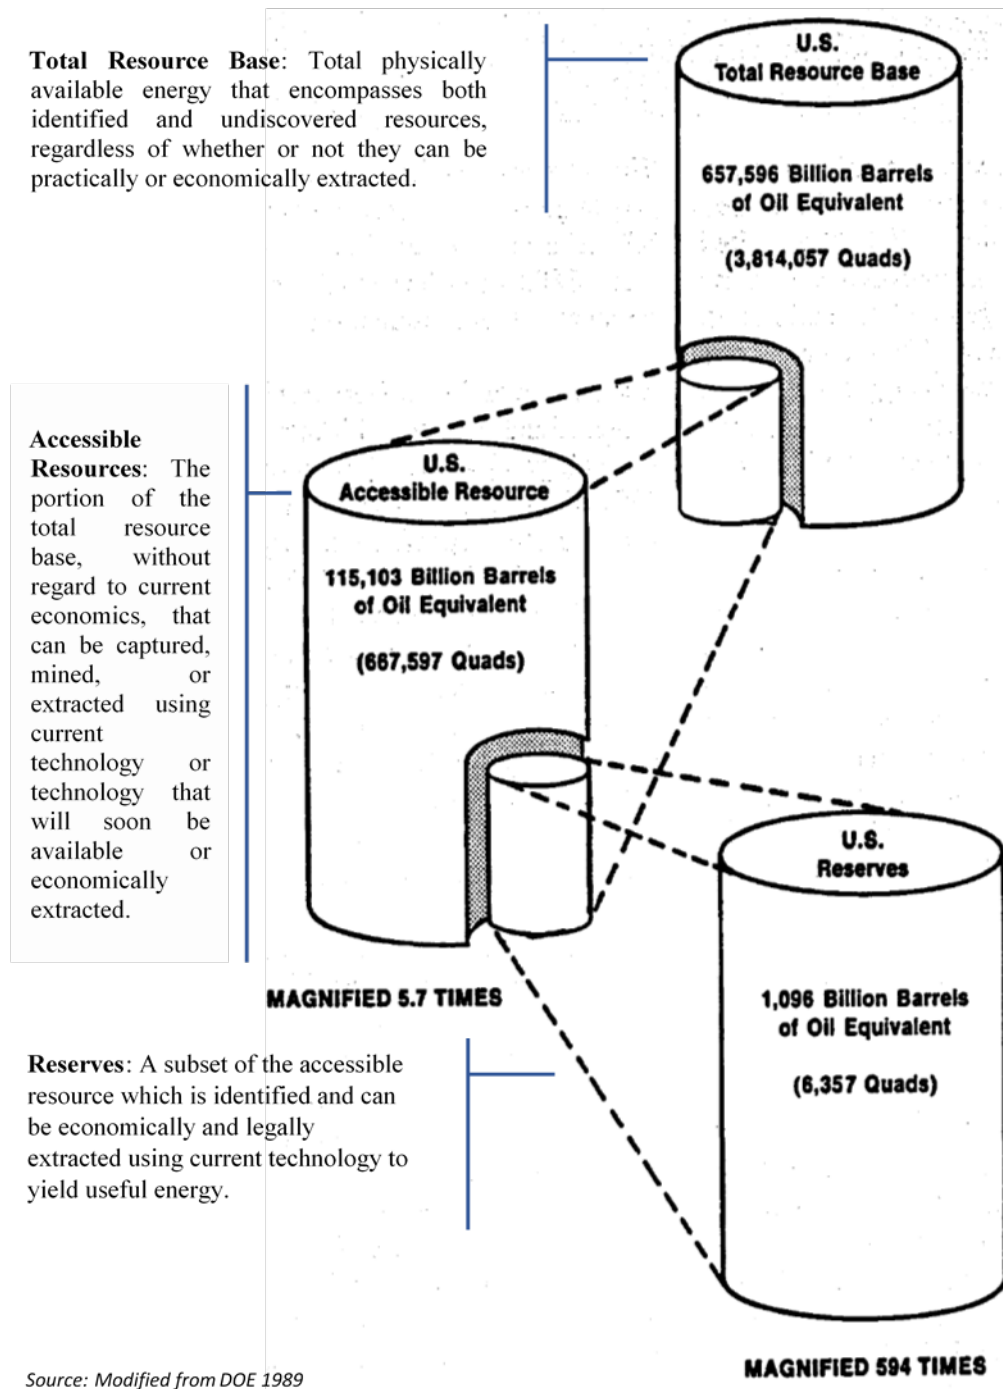 Total Resource Base: Total physically
available energy that encompasses both
identified and undiscovered resources,
regardless of whether or not they can be
practically or economically extracted.
U.S.
Total Resource Base
657,596 Billion Barrels
of Oil Equivalent
(3,814,057 Quads)
Accessible
Resources: The
portion of the
total resource
base, without
regard to current
economics, that
can be captured,
mined, or
extracted using
current
technology or
technology that
will soon be
available or
economically
extracted.
U.S.
Accessible Resource
115,103 Billion Barrels
of Oil Equivalent
(667,597 Quads)
MAGNIFIED 5.7 TIMES
U.S.
Reserves
1,096 Billion Barrels
of Oil Equivalent
(6,357 Quads)
Reserves: A subset of the accessible
resource which is identified and can
be economically and legally
extracted using current technology to
yield useful energy.
MAGNIFIED 594 TIMES
Source: Modified from DOE 1989